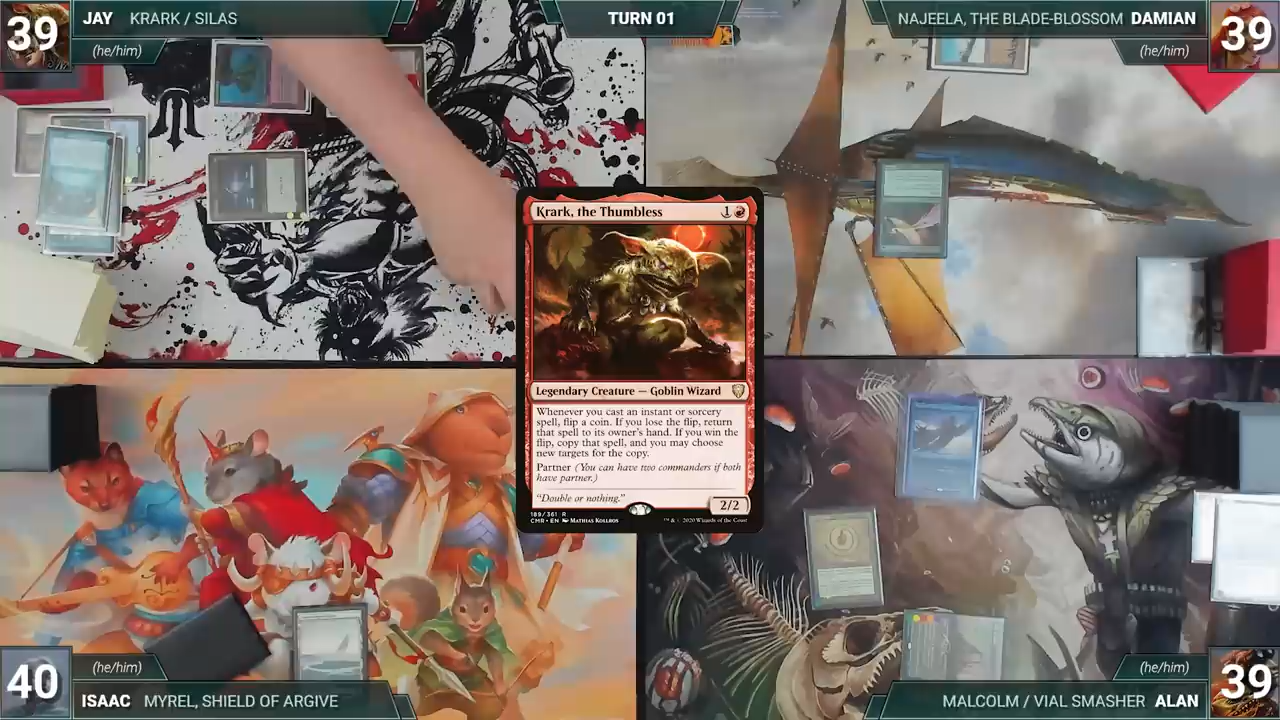 39
JAY KRARK / SILAS
(he/him)
TURN 01
NAJEELA, THE BLADE-BLOSSOM DAMIAN
(he/him)
39
Krark, the Thumbless 1
Legendary Creature — Goblin Wizard
Whenever you cast an instant or sorcery
spell, flip a coin. If you lose the flip, return
that spell to its owner's hand. If you win the
flip, copy that spell, and you may choose
new targets for the copy.
Partner (You can have two commanders if both
have partner.)
"Double or nothing."
2/2
189/361 R
CMR • EN MATHIAS KOLLROS
™ & © 2020 Wizards of the Coast
40
(he/him)
ISAAC MYREL, SHIELD OF ARGIVE
(he/him)
MALCOLM / VIAL SMASHER ALAN
39